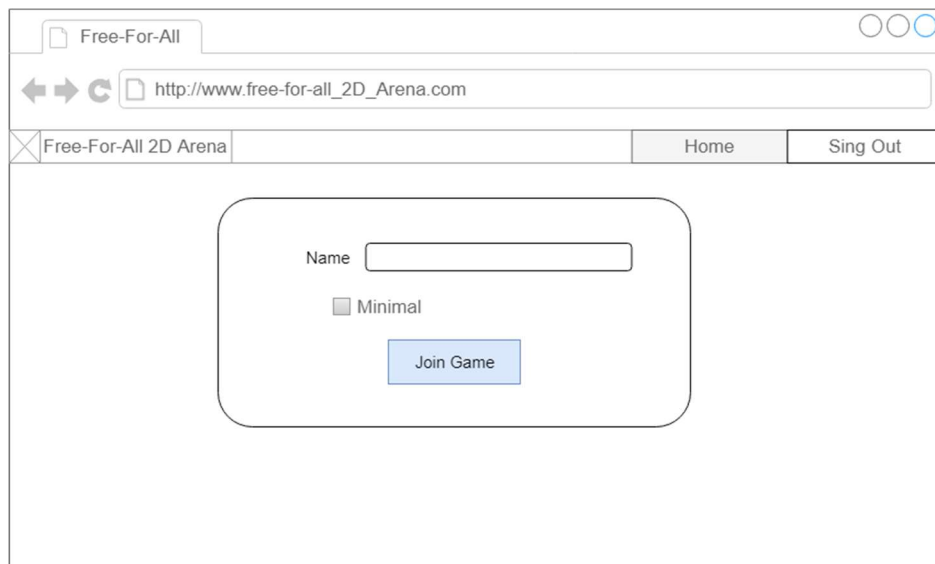 Free-For-All
http://www.free-for-all_2D_Arena.com
Free-For-All 2D Arena
Home
Sing Out
Name
Minimal
Join Game